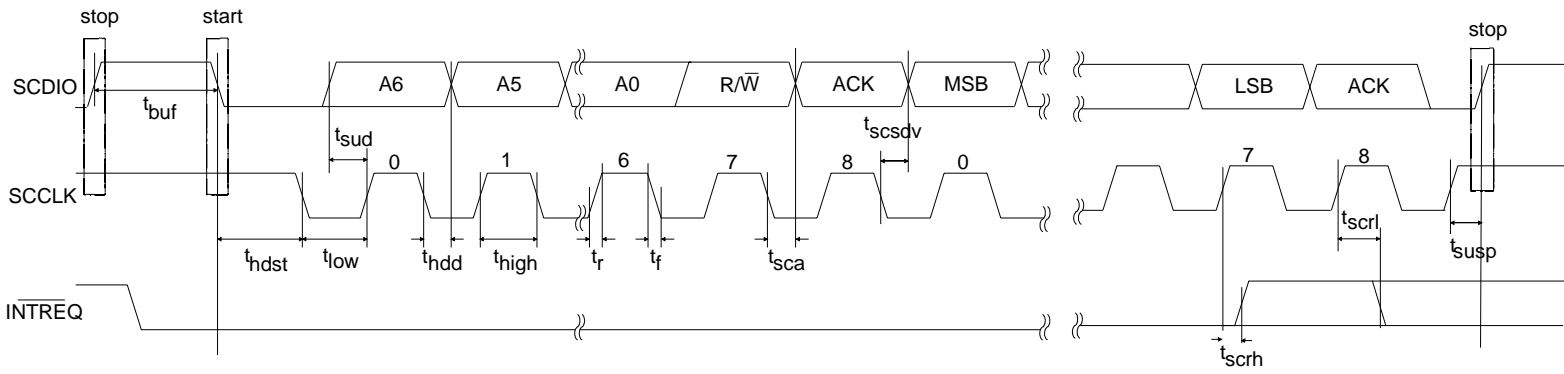 stop start stop
SCDIO A6 A5 A0 R/W̅ ACK MSB LSB ACK
t_buf
t_sud t_scsdv
SCCLK 0 1 6 7 8 0 7 8
t_hdst t_low t_hdd t_high t_r t_f t_sca t_scrl t_susp
I̅N̅T̅R̅E̅Q̅
t_scrh